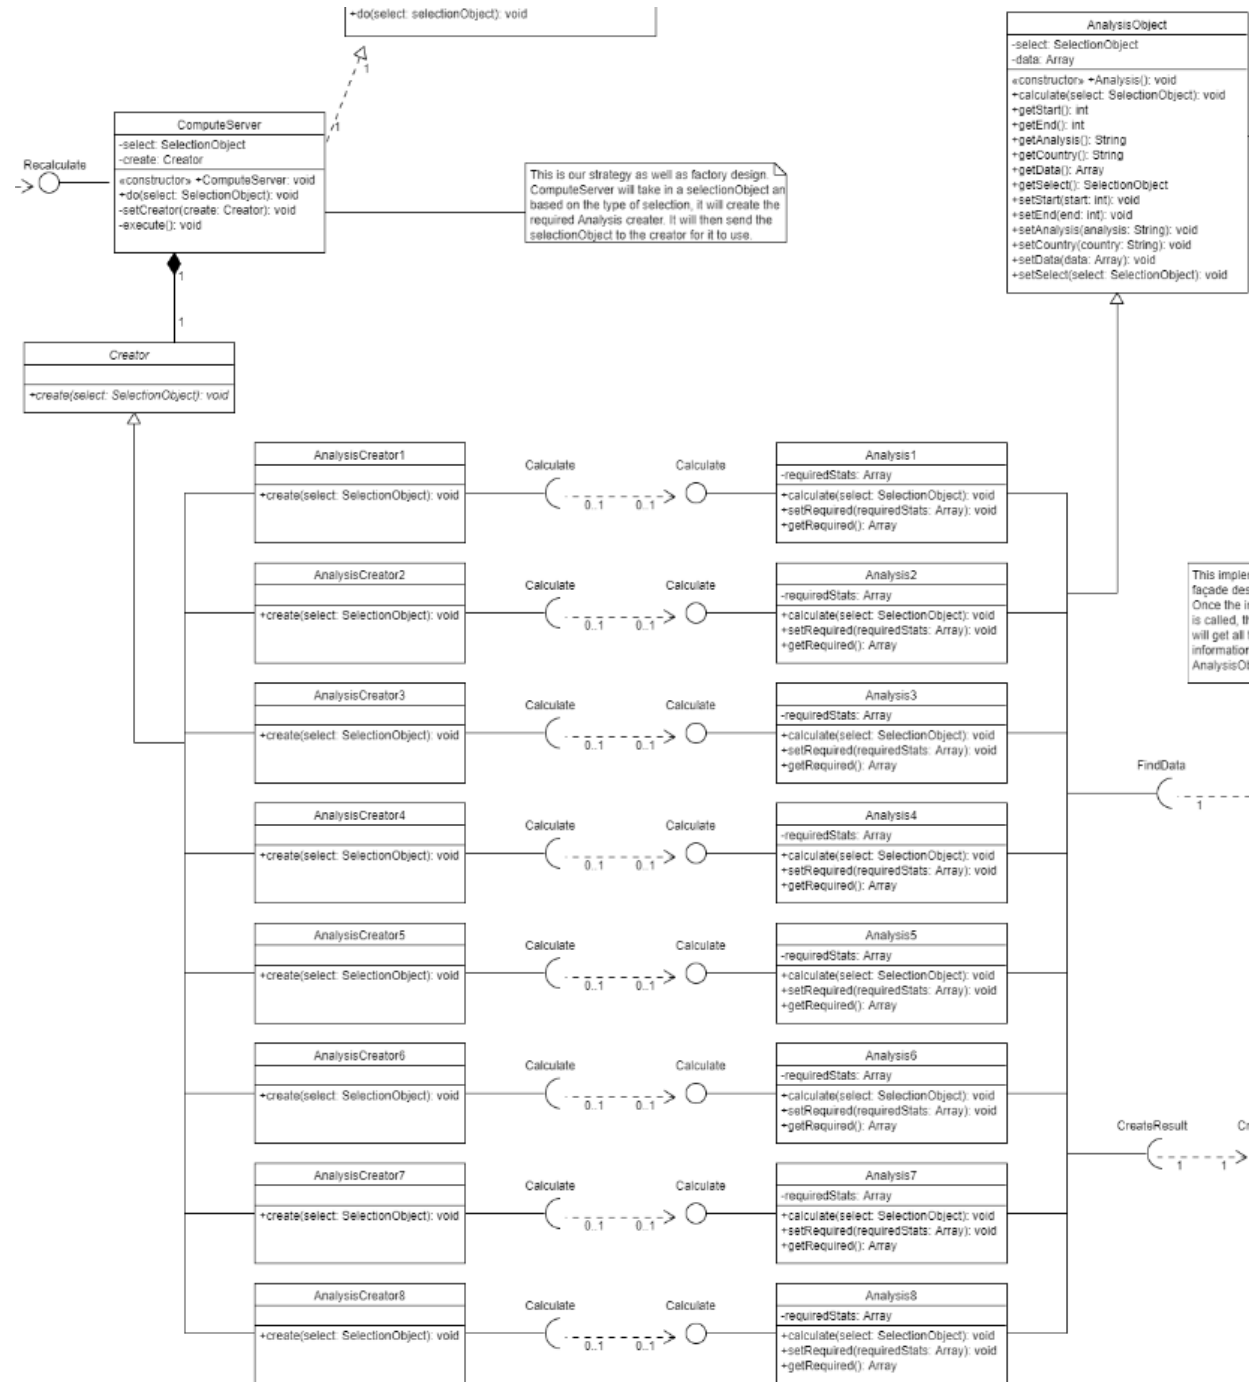 +do(select: selectionObject): void
1
1
ComputeServer
-select: SelectionObject
-create: Creator
«constructor» +ComputeServer: void
+do(select: SelectionObject): void
-setCreator(create: Creator): void
-execute(): void
Recalculate
This is our strategy as well as factory design.
ComputeServer will take in a selectionObject an
based on the type of selection, it will create the
required Analysis creater. It will then send the
selectionObject to the creator for it to use.
AnalysisObject
-select: SelectionObject
-data: Array
«constructor» +Analysis(): void
+calculate(select: SelectionObject): void
+getStart(): int
+getEnd(): int
+getAnalysis(): String
+getCountry(): String
+getData(): Array
+getSelect(): SelectionObject
+setStart(start: int): void
+setEnd(end: int): void
+setAnalysis(analysis: String): void
+setCountry(country: String): void
+setData(data: Array): void
+setSelect(select: SelectionObject): void
1
1
Creator
+create(select: SelectionObject): void
AnalysisCreator1
+create(select: SelectionObject): void
Calculate
0..1
0..1
Calculate
Analysis1
-requiredStats: Array
+calculate(select: SelectionObject): void
+setRequired(requiredStats: Array): void
+getRequired(): Array
AnalysisCreator2
+create(select: SelectionObject): void
Calculate
0..1
0..1
Calculate
Analysis2
-requiredStats: Array
+calculate(select: SelectionObject): void
+setRequired(requiredStats: Array): void
+getRequired(): Array
This imple
façade des
Once the i
is called, t
will get all
information
AnalysisOb
AnalysisCreator3
+create(select: SelectionObject): void
Calculate
0..1
0..1
Calculate
Analysis3
-requiredStats: Array
+calculate(select: SelectionObject): void
+setRequired(requiredStats: Array): void
+getRequired(): Array
FindData
1
AnalysisCreator4
+create(select: SelectionObject): void
Calculate
0..1
0..1
Calculate
Analysis4
-requiredStats: Array
+calculate(select: SelectionObject): void
+setRequired(requiredStats: Array): void
+getRequired(): Array
AnalysisCreator5
+create(select: SelectionObject): void
Calculate
0..1
0..1
Calculate
Analysis5
-requiredStats: Array
+calculate(select: SelectionObject): void
+setRequired(requiredStats: Array): void
+getRequired(): Array
AnalysisCreator6
+create(select: SelectionObject): void
Calculate
0..1
0..1
Calculate
Analysis6
-requiredStats: Array
+calculate(select: SelectionObject): void
+setRequired(requiredStats: Array): void
+getRequired(): Array
CreateResult
1
1
Cr
AnalysisCreator7
+create(select: SelectionObject): void
Calculate
0..1
0..1
Calculate
Analysis7
-requiredStats: Array
+calculate(select: SelectionObject): void
+setRequired(requiredStats: Array): void
+getRequired(): Array
AnalysisCreator8
+create(select: SelectionObject): void
Calculate
0..1
0..1
Calculate
Analysis8
-requiredStats: Array
+calculate(select: SelectionObject): void
+setRequired(requiredStats: Array): void
+getRequired(): Array